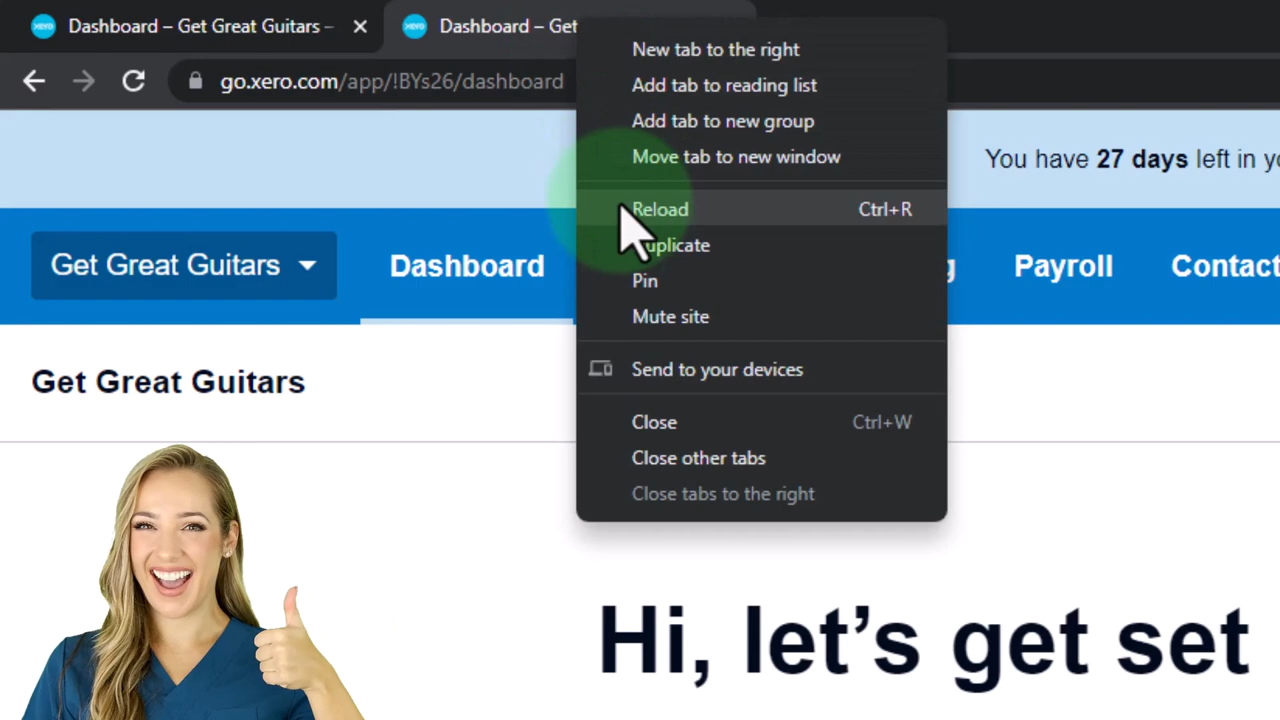 Dashboard – Get Great Guitars –
Dashboard – Get
go.xero.com/app/!BYs26/dashboard
New tab to the right
Add tab to reading list
Add tab to new group
Move tab to new window
Reload Ctrl+R
uplicate
Pin
Mute site
Send to your devices
Close Ctrl+W
Close other tabs
Close tabs to the right
You have 27 days left in yo
Get Great Guitars
Dashboard
g
Payroll
Contact
Get Great Guitars
Hi, let’s get set